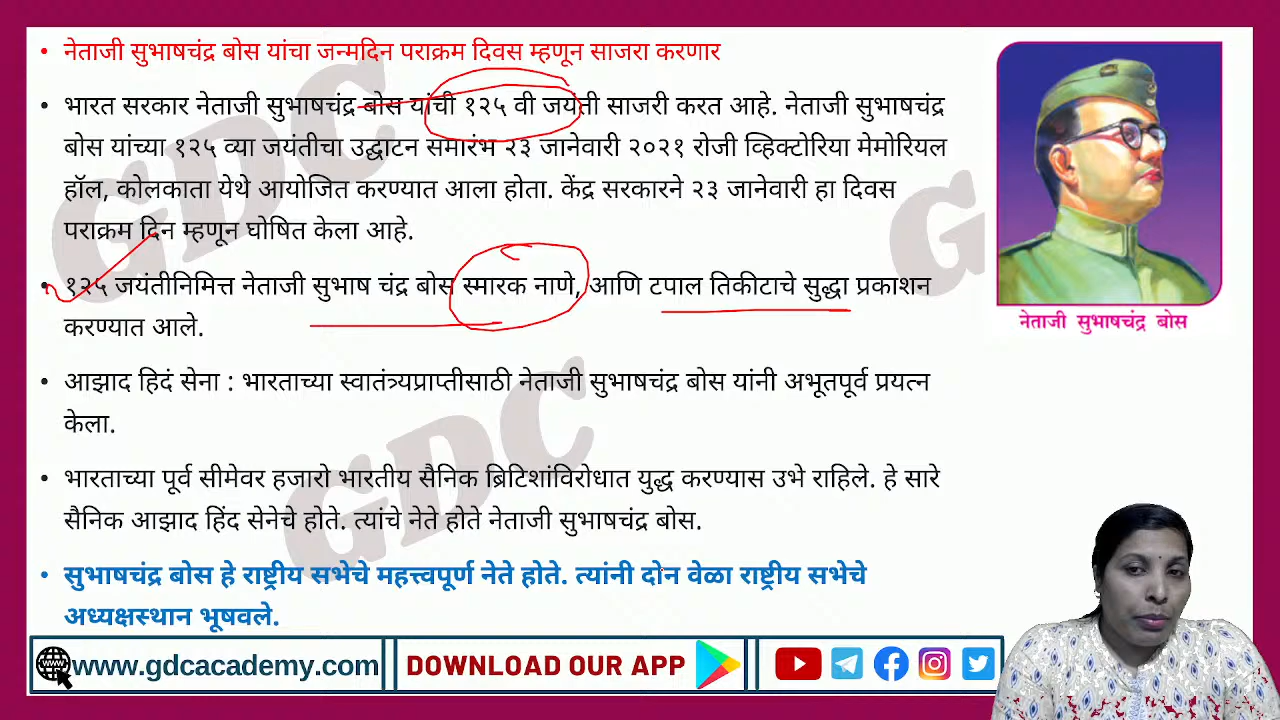 • नेताजी सुभाषचंद्र बोस यांचा जन्मदिन पराक्रम दिवस म्हणून साजरा करणार
• भारत सरकार नेताजी सुभाषचंद्र बोस यांची १२५ वी जयंती साजरी करत आहे. नेताजी सुभाषचंद्र
बोस यांच्या १२५ व्या जयंतीचा उद्घाटन समारंभ २३ जानेवारी २०२१ रोजी व्हिक्टोरिया मेमोरियल
हॉल, कोलकाता येथे आयोजित करण्यात आला होता. केंद्र सरकारने २३ जानेवारी हा दिवस
पराक्रम दिन म्हणून घोषित केला आहे.
• १२५ जयंतीनिमित्त नेताजी सुभाष चंद्र बोस स्मारक नाणे, आणि टपाल तिकीटाचे सुद्धा प्रकाशन
करण्यात आले.
नेताजी सुभाषचंद्र बोस
• आझाद हिदं सेना : भारताच्या स्वातंत्र्यप्राप्तीसाठी नेताजी सुभाषचंद्र बोस यांनी अभूतपूर्व प्रयत्न
केला.
• भारताच्या पूर्व सीमेवर हजारो भारतीय सैनिक ब्रिटिशांविरोधात युद्ध करण्यास उभे राहिले. हे सारे
सैनिक आझाद हिंद सेनेचे होते. त्यांचे नेते होते नेताजी सुभाषचंद्र बोस.
• सुभाषचंद्र बोस हे राष्ट्रीय सभेचे महत्त्वपूर्ण नेते होते. त्यांनी दोन वेळा राष्ट्रीय सभेचे
अध्यक्षस्थान भूषवले.
GDC
G
GDC
WWW
www.gdcacademy.com
DOWNLOAD OUR APP